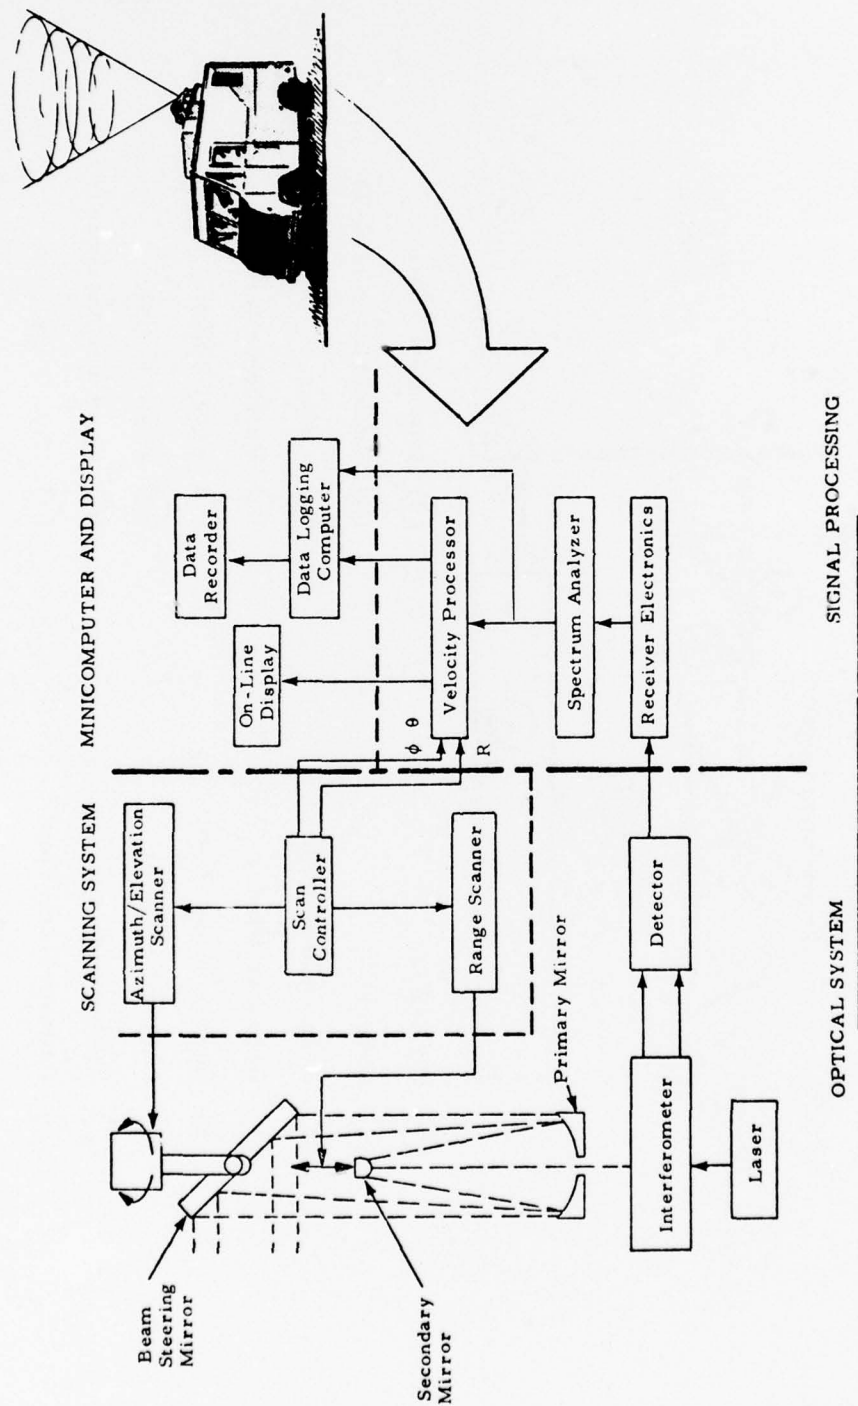 SCANNING SYSTEM
MINICOMPUTER AND DISPLAY
Beam
Steering
Mirror
Azimuth/Elevation
Scanner
Scan
Controller
Range Scanner
Secondary
Mirror
Primary Mirror
On-Line
Display
Data
Recorder
Data Logging
Computer
ϕ θ
R
Velocity Processor
Spectrum Analyzer
Receiver Electronics
Detector
Interferometer
Laser
OPTICAL SYSTEM
SIGNAL PROCESSING